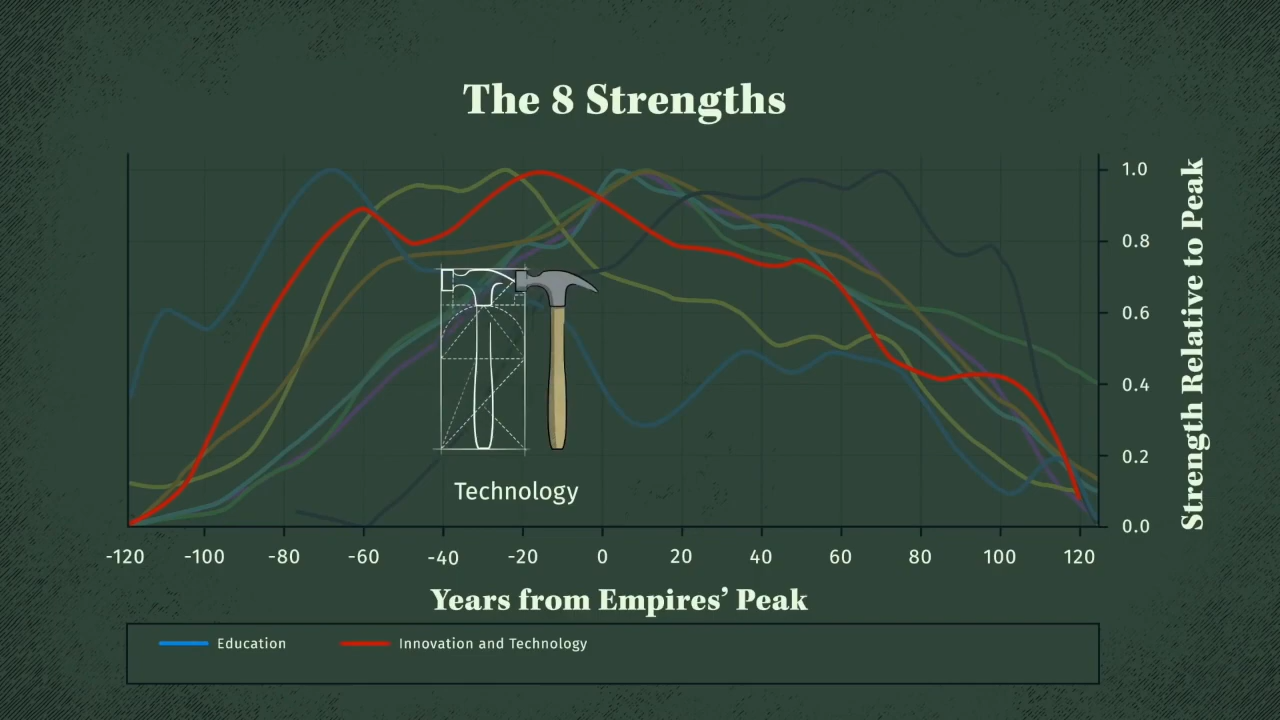 The 8 Strengths
1.0
0.8
0.6
0.4
0.2
0.0
Strength Relative to Peak
Technology
-120 -100 -80 -60 -40 -20 0 20 40 60 80 100 120
Years from Empires’ Peak
Education Innovation and Technology